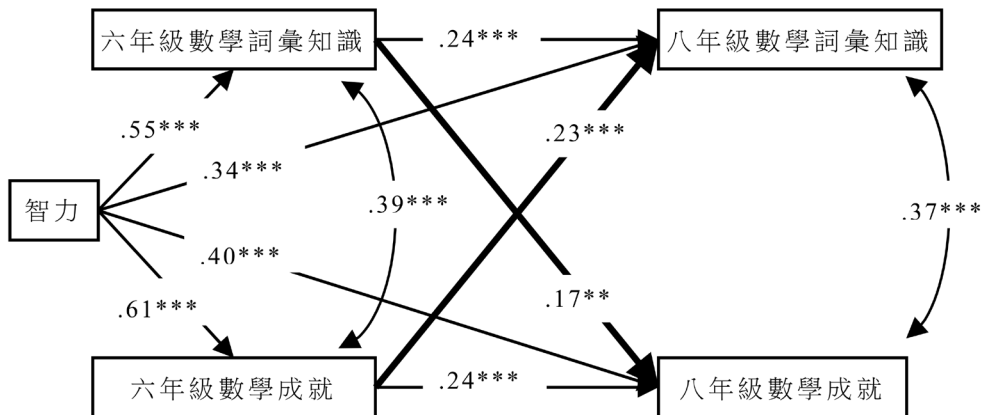 六年級數學詞彙知識
.24***
八年級數學詞彙知識
.55***
.23***
.34***
智力
.39***
.37***
.40***
.61***
.17**
六年級數學成就
.24***
八年級數學成就